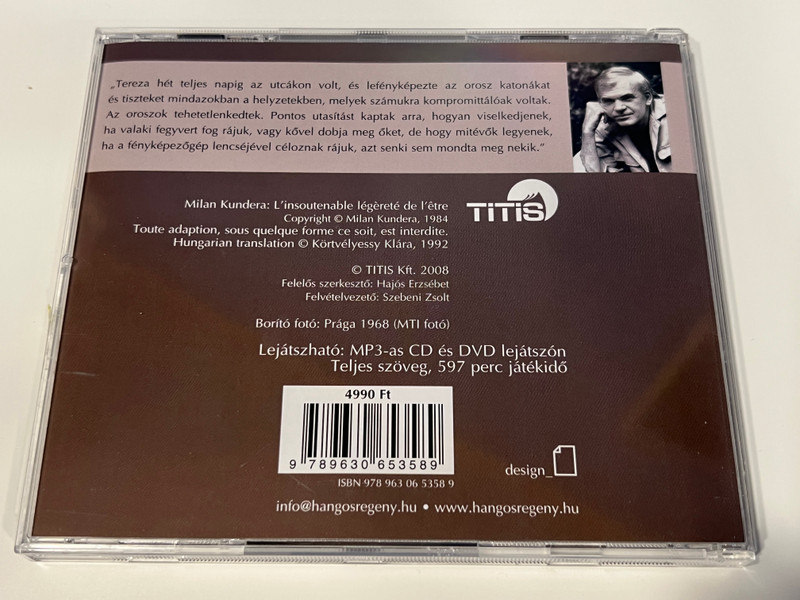 „Tereza hét teljes napig az utcákon volt, és lefényképezte az orosz katonákat
és tiszteket mindazokban a helyzetekben, melyek számukra kompromittálóak voltak.
Az oroszok tehetetlenkedtek. Pontos utasítást kaptak arra, hogyan viselkedjenek,
ha valaki fegyvert fog rájuk, vagy kővel dobja meg őket, de hogy mitévők legyenek,
ha a fényképezőgép lencséjével céloznak rájuk, azt senki sem mondta meg nekik.”
Milan Kundera: L'insoutenable légèreté de l'être
Copyright © Milan Kundera, 1984
Toute adaption, sous quelque forme ce soit, est interdite.
Hungarian translation © Körtvélyessy Klára, 1992
TITIS
© TITIS Kft. 2008
Felelős szerkesztő: Hajós Erzsébet
Felvételvezető: Szebeni Zsolt
Borító fotó: Prága 1968 (MTI fotó)
Lejátszható: MP3-as CD és DVD lejátszón
Teljes szöveg, 597 perc játékidő
4990 Ft
9 789630 653589
ISBN 978 963 06 5358 9
design_
info@hangosregeny.hu • www.hangosregeny.hu